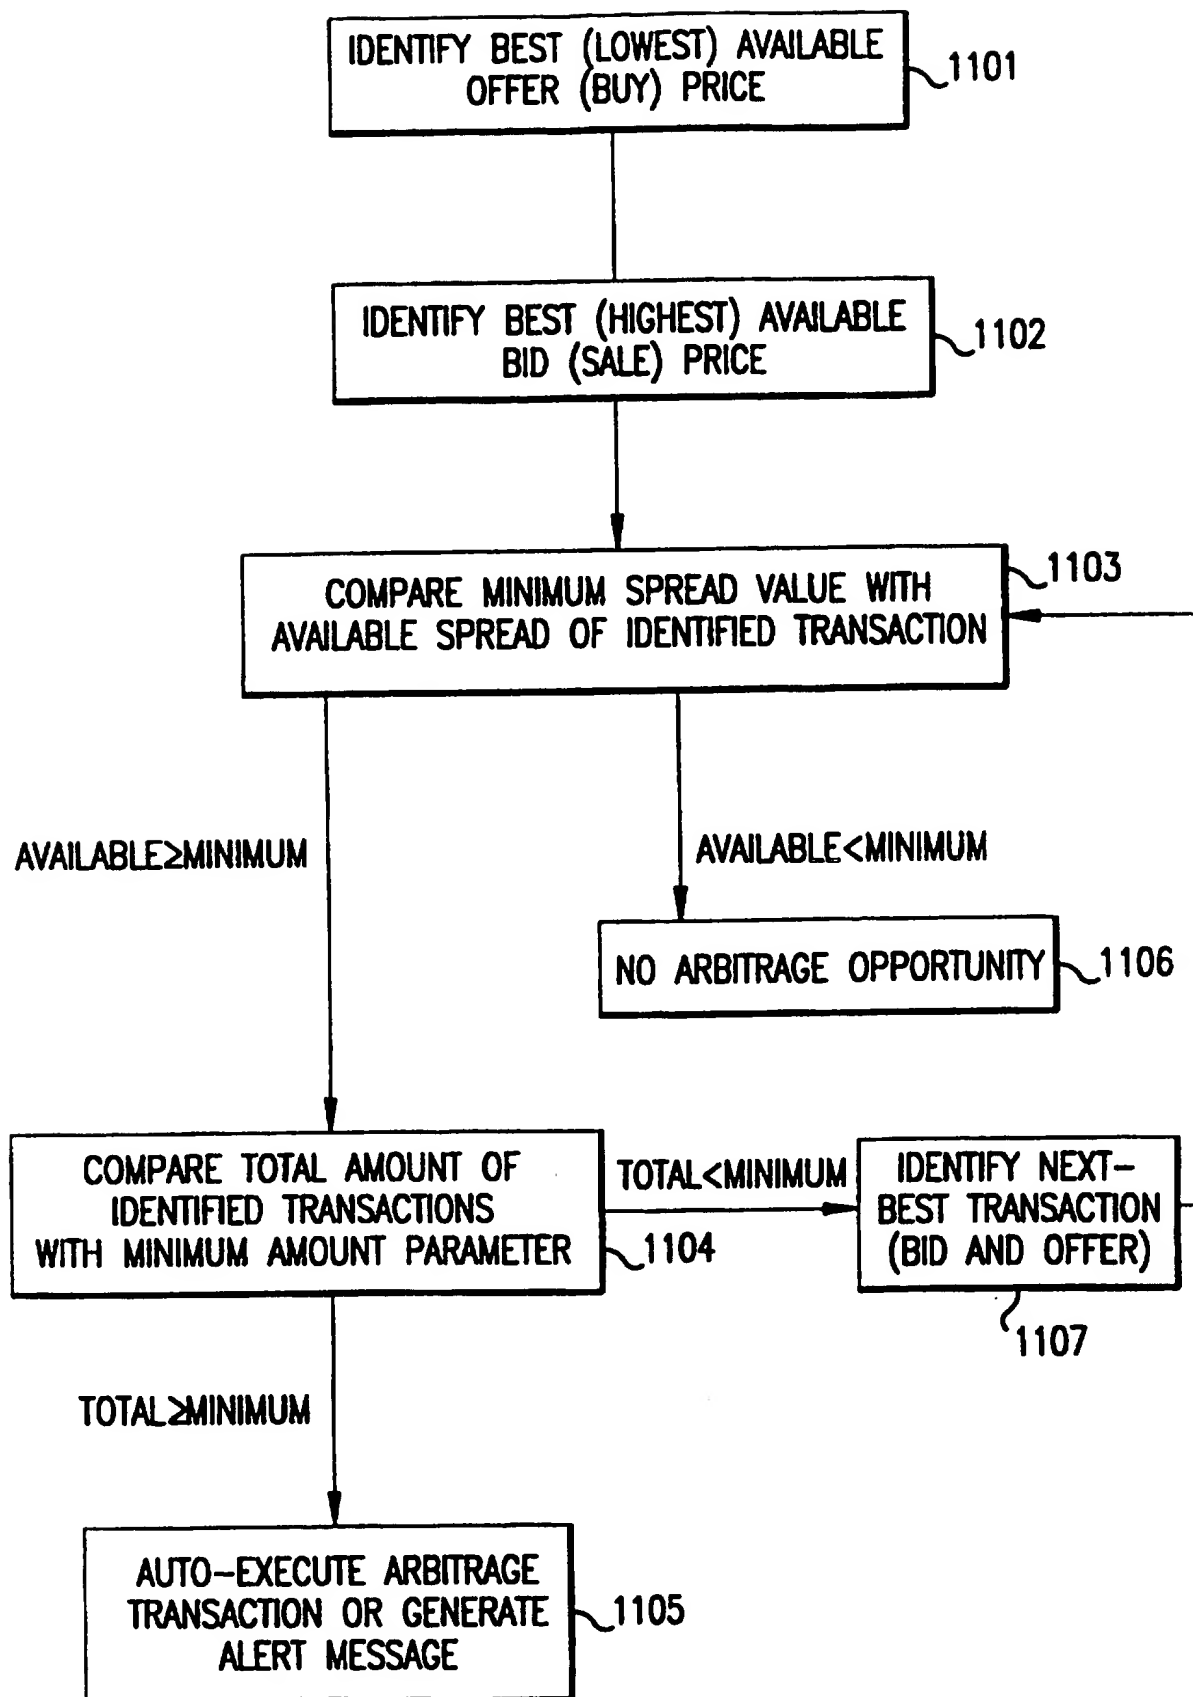 IDENTIFY BEST (LOWEST) AVAILABLE
OFFER (BUY) PRICE
1101
IDENTIFY BEST (HIGHEST) AVAILABLE
BID (SALE) PRICE
1102
COMPARE MINIMUM SPREAD VALUE WITH
AVAILABLE SPREAD OF IDENTIFIED TRANSACTION
1103
AVAILABLE≥MINIMUM
AVAILABLE<MINIMUM
NO ARBITRAGE OPPORTUNITY
1106
COMPARE TOTAL AMOUNT OF
IDENTIFIED TRANSACTIONS
WITH MINIMUM AMOUNT PARAMETER
1104
TOTAL<MINIMUM
IDENTIFY NEXT-
BEST TRANSACTION
(BID AND OFFER)
1107
TOTAL≥MINIMUM
AUTO-EXECUTE ARBITRAGE
TRANSACTION OR GENERATE
ALERT MESSAGE
1105